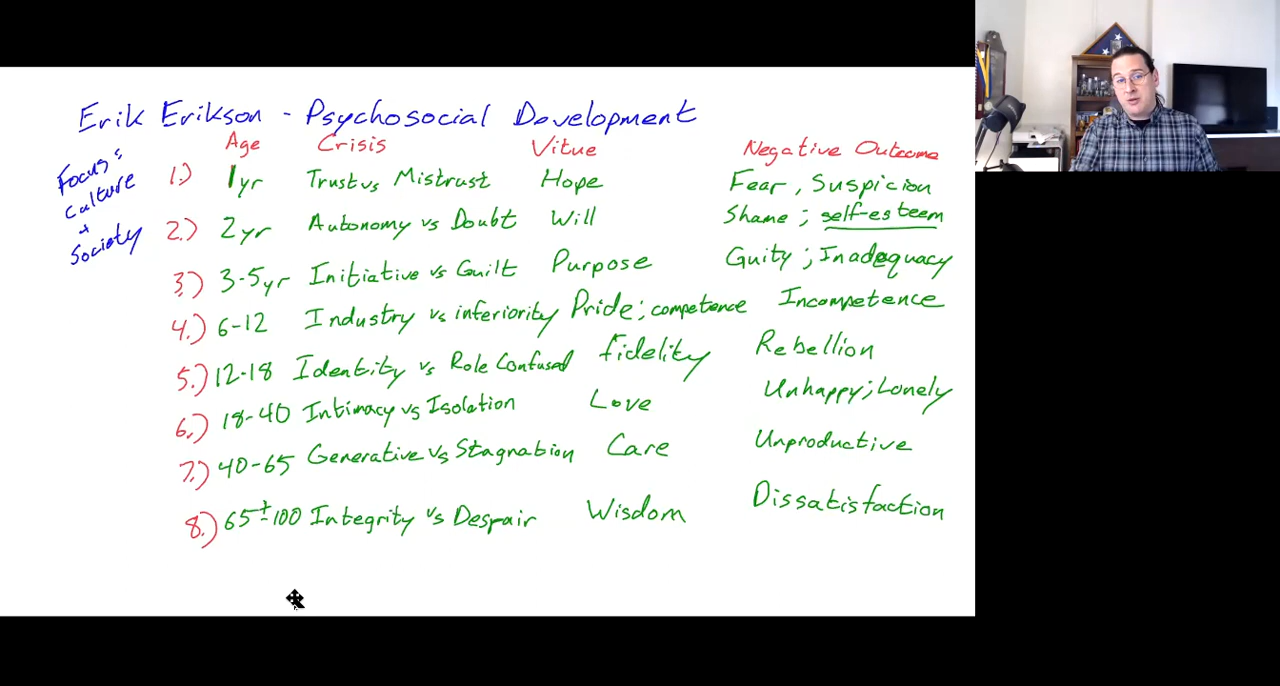 Erik Erikson - Psychosocial Development
Focus:
Culture
+
Society
Age Crisis Vitue Negative Outcome
1.) 1yr Trust vs Mistrust Hope Fear, Suspicion
2.) 2yr Autonomy vs Doubt Will Shame; self-esteem
3.) 3-5yr Initiative vs Guilt Purpose Guity; Inadequacy
4.) 6-12 Industry vs inferiority Pride; competence Incompetence
5.) 12-18 Identity vs Role Confused fidelity Rebellion
6.) 18-40 Intimacy vs Isolation Love Unhappy; Lonely
7.) 40-65 Generative vs Stagnation Care Unproductive
8.) 65+-100 Integrity vs Despair Wisdom Dissatisfaction